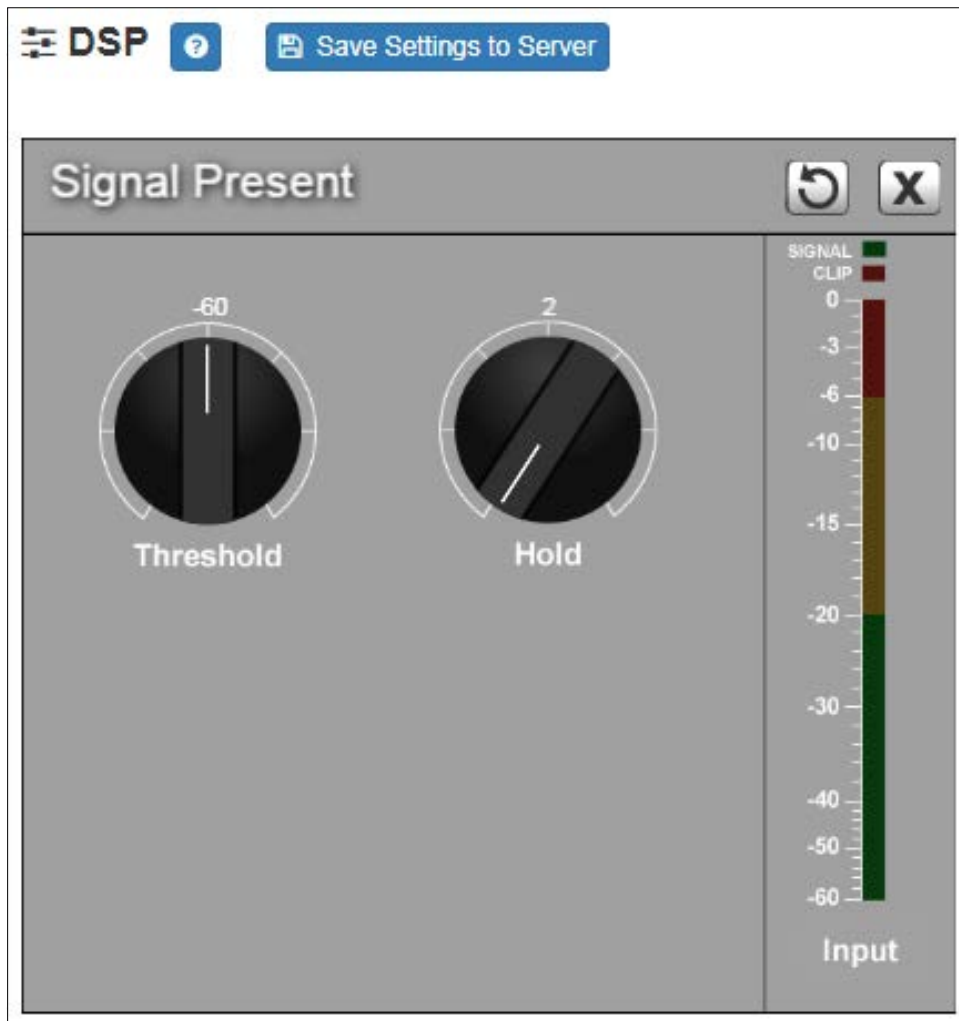 DSP ? Save Settings to Server
Signal Present X
SIGNAL
CLIP
-60 2
Threshold Hold
0
-3
-6
-10
-15
-20
-30
-40
-50
-60
Input